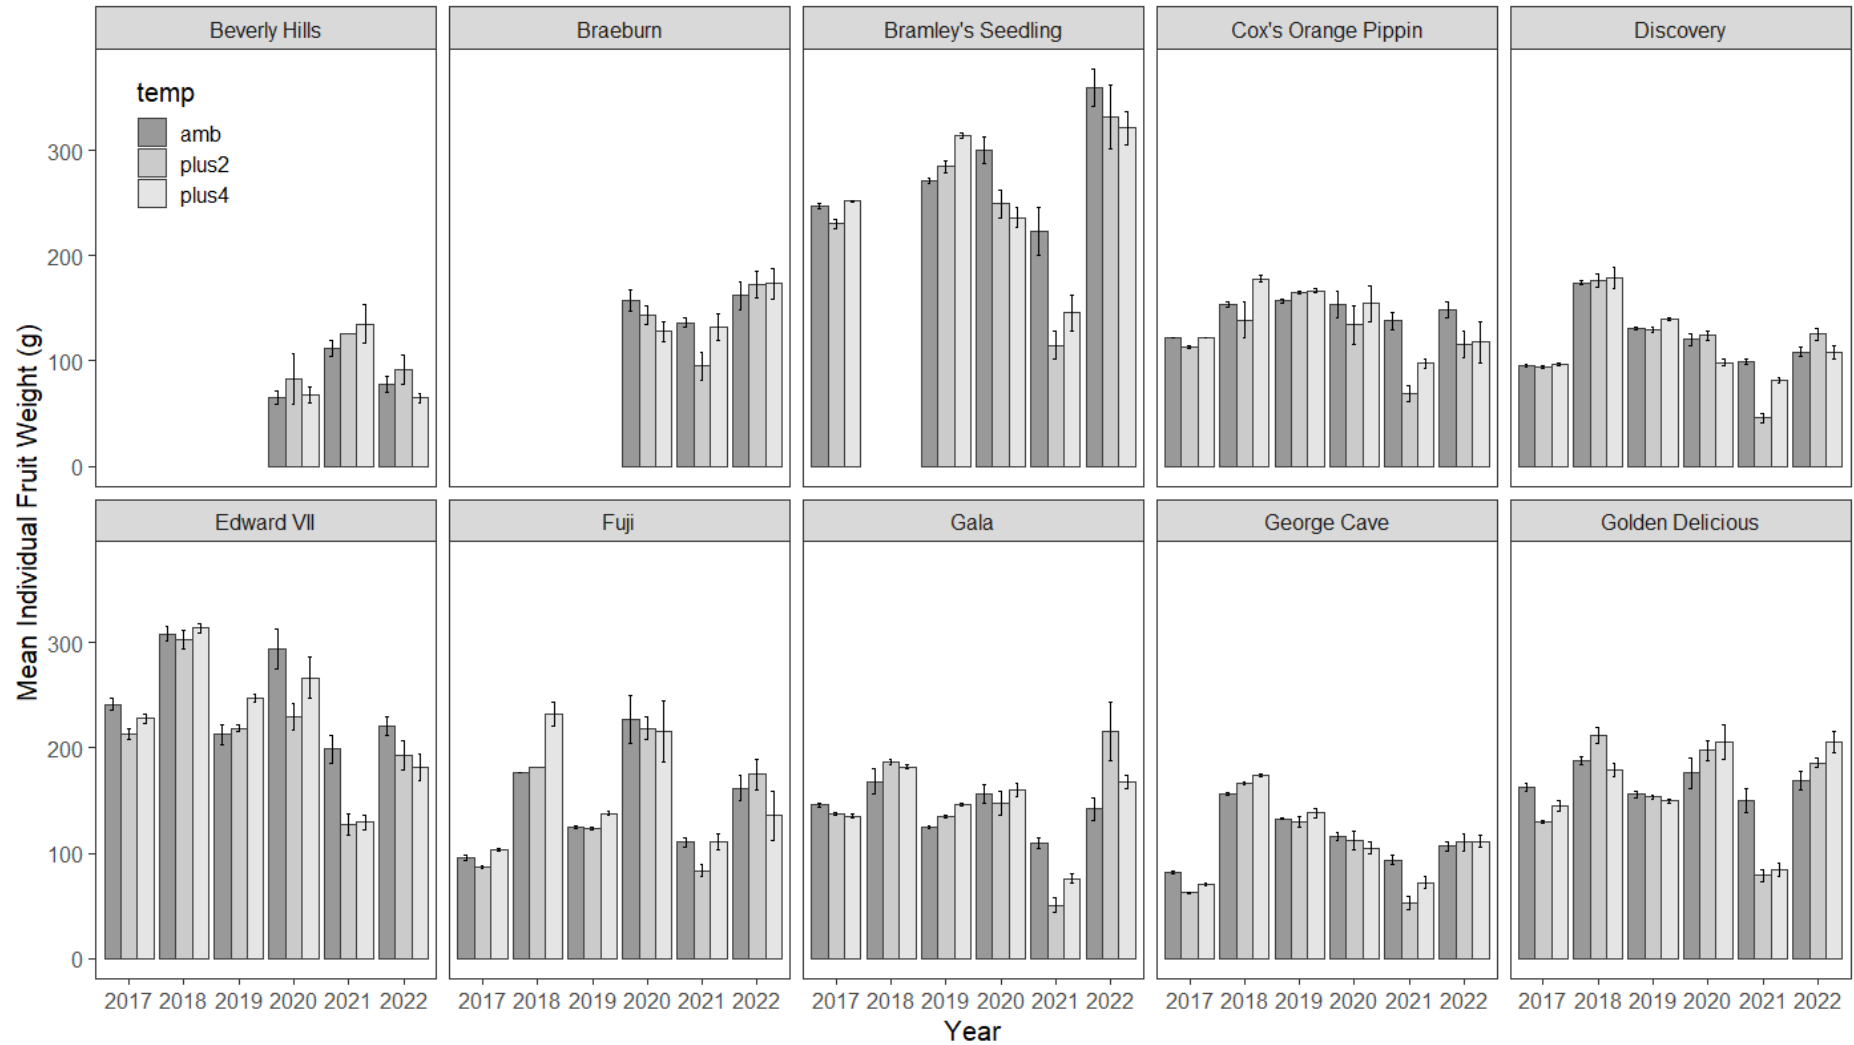 Beverly Hills
Braeburn
Bramley's Seedling
Cox's Orange Pippin
Discovery
temp
amb
plus2
plus4
300
200
100
0
Mean Individual Fruit Weight (g)
Edward VII
Fuji
Gala
George Cave
Golden Delicious
300
200
100
0
2017 2018 2019 2020 2021 2022
2017 2018 2019 2020 2021 2022
2017 2018 2019 2020 2021 2022
2017 2018 2019 2020 2021 2022
2017 2018 2019 2020 2021 2022
Year